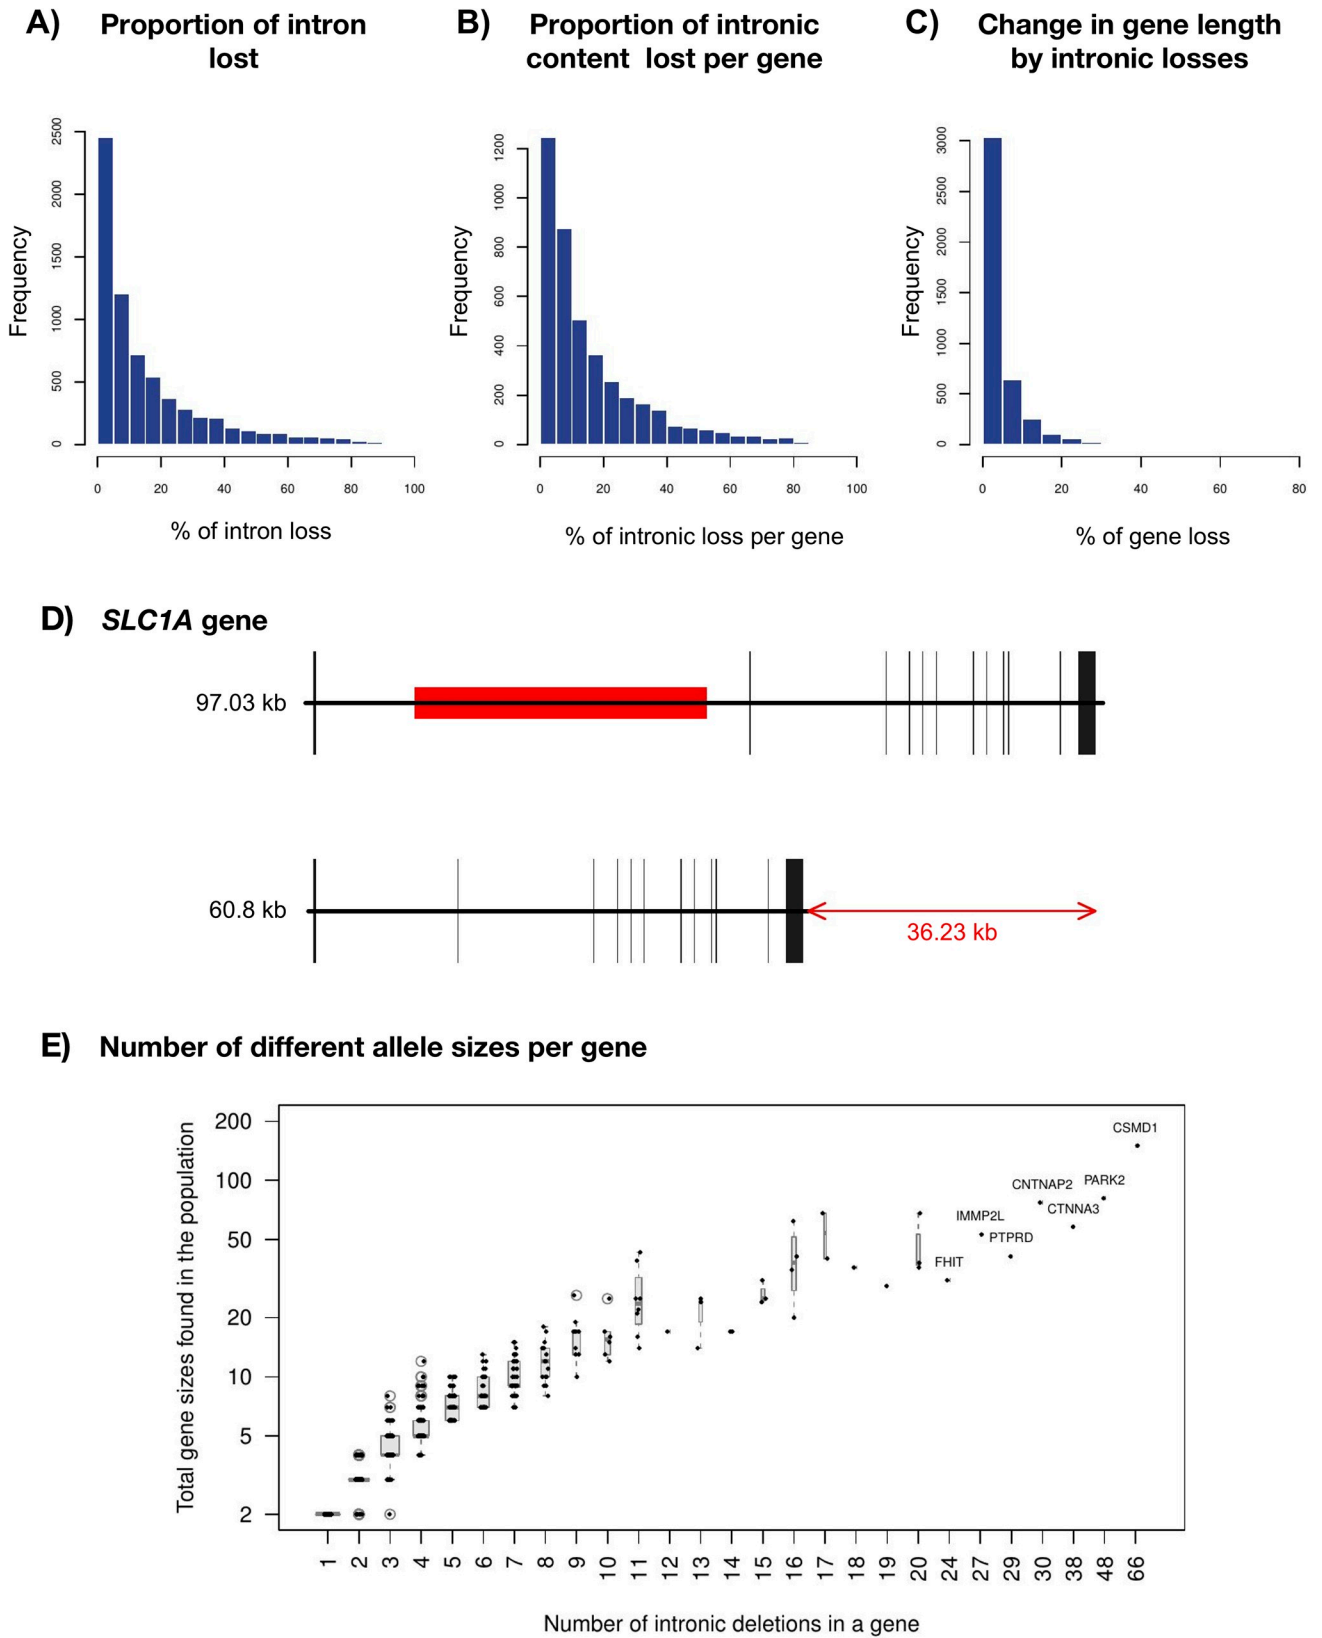 A) Proportion of intron
lost
B) Proportion of intronic
content lost per gene
C) Change in gene length
by intronic losses
Frequency
2500
2000
1500
1000
500
0
0 20 40 60 80 100
% of intron loss
Frequency
1200
1000
800
600
400
200
0
0 20 40 60 80 100
% of intronic loss per gene
Frequency
3000
2500
2000
1500
1000
500
0
0 20 40 60 80
% of gene loss
D) SLC1A gene
97.03 kb
60.8 kb
36.23 kb
E) Number of different allele sizes per gene
Total gene sizes found in the population
200
100
50
20
10
5
2
CSMD1
CNTNAP2 PARK2
IMMP2L CTNNA3
PTPRD
FHIT
1 2 3 4 5 6 7 8 9 10 11 12 13 14 15 16 17 18 19 20 24 27 29 30 38 48 66
Number of intronic deletions in a gene